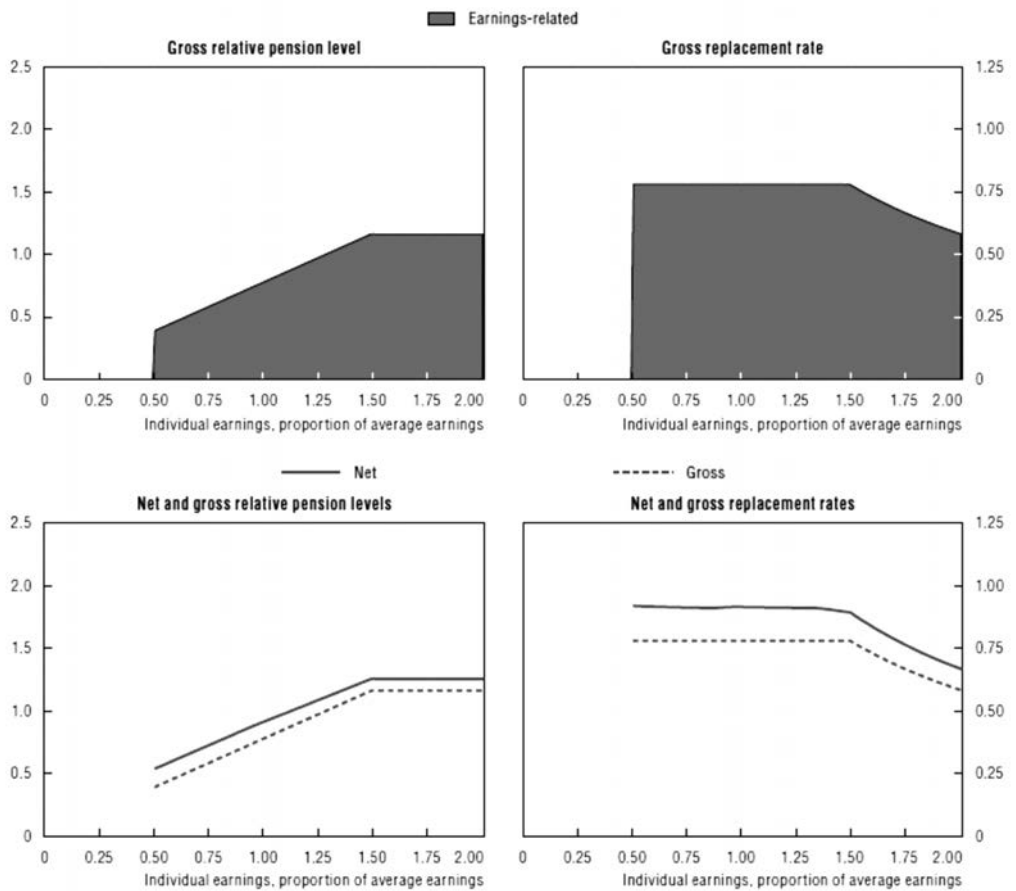 Earnings-related
Gross relative pension level
Gross replacement rate
2.5
2.0
1.5
1.0
0.5
0
1.25
1.00
0.75
0.50
0.25
0
0 0.25 0.50 0.75 1.00 1.25 1.50 1.75 2.00
0 0.25 0.50 0.75 1.00 1.25 1.50 1.75 2.00
Individual earnings, proportion of average earnings
Individual earnings, proportion of average earnings
Net
Gross
Net and gross relative pension levels
Net and gross replacement rates
2.5
2.0
1.5
1.0
0.5
0
1.25
1.00
0.75
0.50
0.25
0
0 0.25 0.50 0.75 1.00 1.25 1.50 1.75 2.00
0 0.25 0.50 0.75 1.00 1.25 1.50 1.75 2.00
Individual earnings, proportion of average earnings
Individual earnings, proportion of average earnings